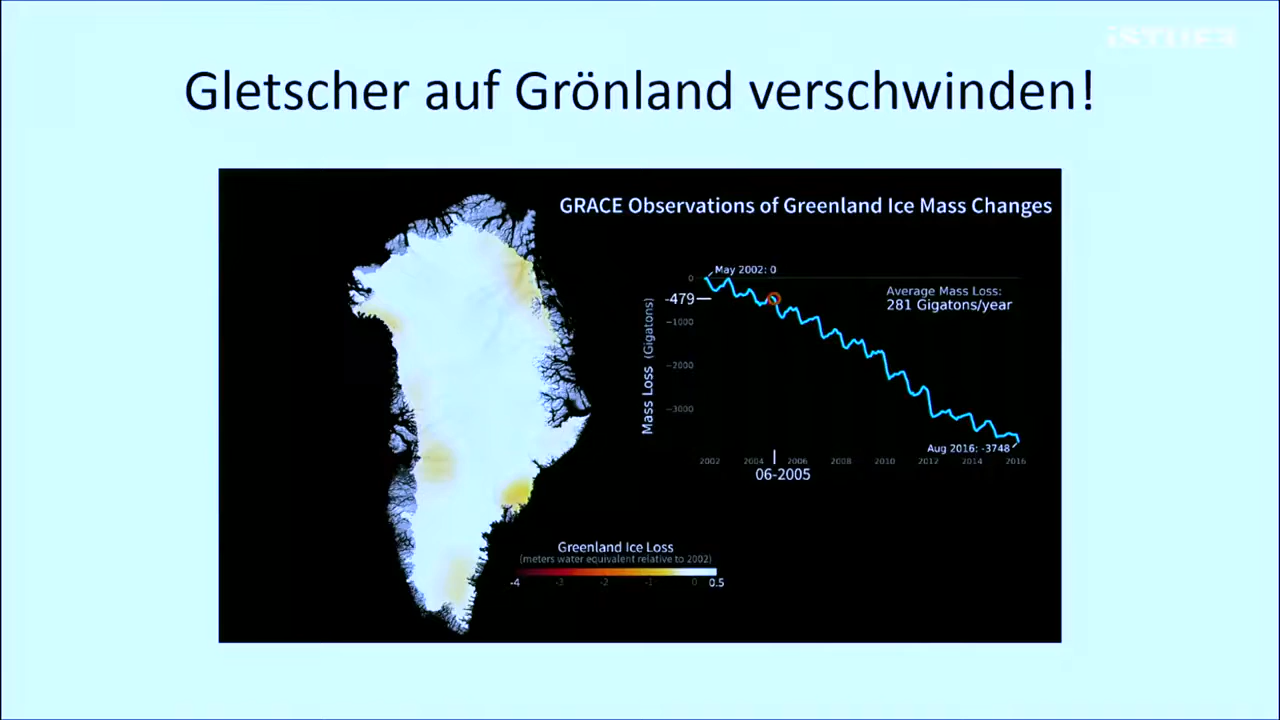 Gletscher auf Grönland verschwinden!
GRACE Observations of Greenland Ice Mass Changes
May 2002: 0
0
-479
Average Mass Loss:
281 Gigatons/year
−1000
−2000
−3000
Mass Loss (Gigatons)
Aug 2016: -3748
2002 2004 2006 2008 2010 2012 2014 2016
06-2005
Greenland Ice Loss
(meters water equivalent relative to 2002)
-4 -3 -2 -1 0 0.5